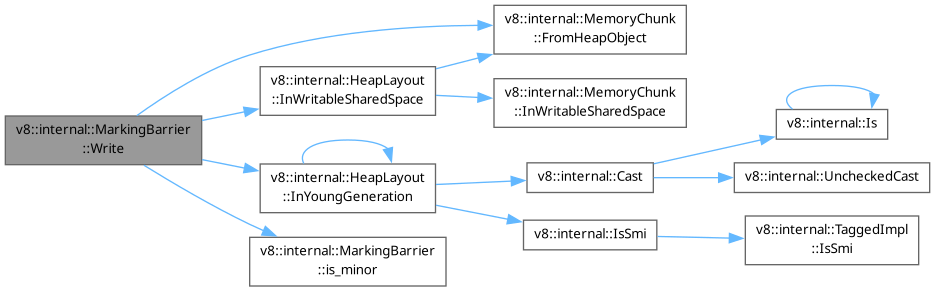 v8::internal::MarkingBarrier
::Write
v8::internal::MemoryChunk
::FromHeapObject
v8::internal::HeapLayout
::InWritableSharedSpace
v8::internal::MemoryChunk
::InWritableSharedSpace
v8::internal::HeapLayout
::InYoungGeneration
v8::internal::Cast
v8::internal::Is
v8::internal::UncheckedCast
v8::internal::IsSmi
v8::internal::TaggedImpl
::IsSmi
v8::internal::MarkingBarrier
::is_minor